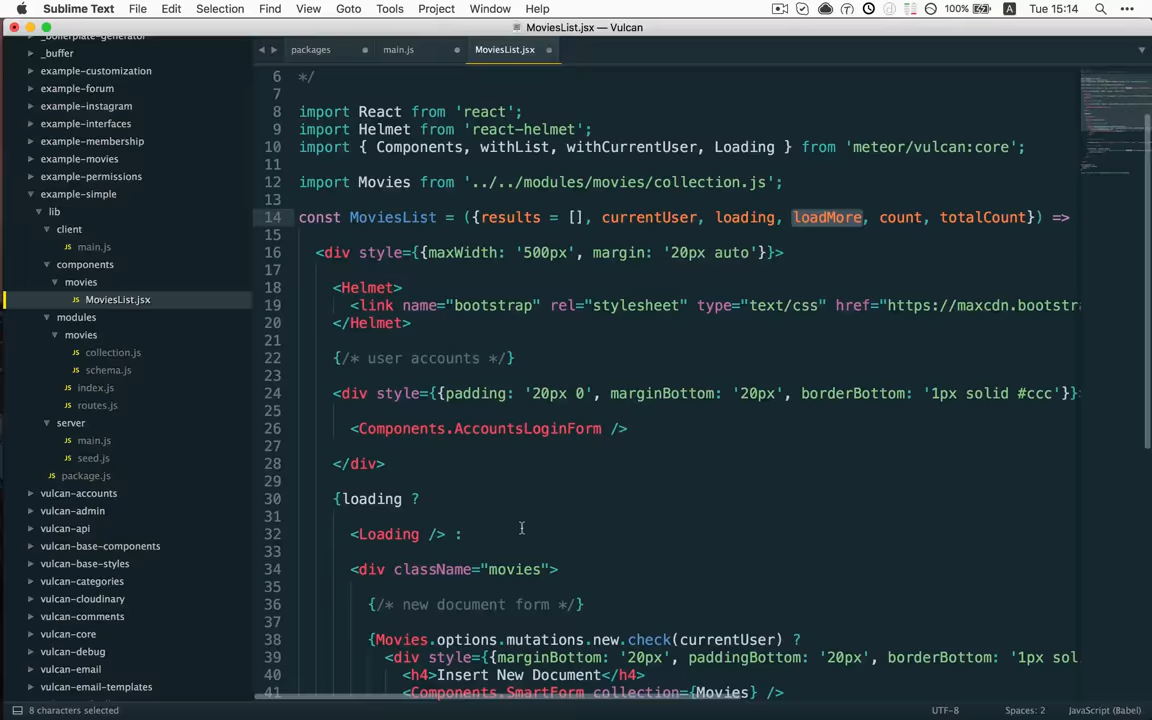 Sublime Text File Edit Selection Find View Goto Tools Project Window Help 100% A Tue 15:14
MoviesList.jsx — Vulcan
packages main.js MoviesList.jsx
_boilerplate-generator
_buffer
example-customization
example-forum
example-instagram
example-interfaces
example-membership
example-movies
example-permissions
example-simple
lib
client
JS main.js
components
movies
JS MoviesList.jsx
modules
movies
JS collection.js
JS schema.js
JS index.js
JS routes.js
server
JS main.js
JS seed.js
JS package.js
vulcan-accounts
vulcan-admin
vulcan-api
vulcan-base-components
vulcan-base-styles
vulcan-categories
vulcan-cloudinary
vulcan-comments
vulcan-core
vulcan-debug
vulcan-email
vulcan-email-templates
6 */
7
8 import React from 'react';
9 import Helmet from 'react-helmet';
10 import { Components, withList, withCurrentUser, Loading } from 'meteor/vulcan:core';
11
12 import Movies from '../../modules/movies/collection.js';
13
14 const MoviesList = ({results = [], currentUser, loading, loadMore, count, totalCount}) =>
15
16 <div style={{maxWidth: '500px', margin: '20px auto'}}>
17
18 <Helmet>
19 <link name="bootstrap" rel="stylesheet" type="text/css" href="https://maxcdn.bootstra
20 </Helmet>
21
22 {/* user accounts */}
23
24 <div style={{padding: '20px 0', marginBottom: '20px', borderBottom: '1px solid #ccc'}}
25
26 <Components.AccountsLoginForm />
27
28 </div>
29
30 {loading ?
31
32 <Loading /> :
33
34 <div className="movies">
35
36 {/* new document form */}
37
38 {Movies.options.mutations.new.check(currentUser) ?
39 <div style={{marginBottom: '20px', paddingBottom: '20px', borderBottom: '1px sol
40 <h4>Insert New Document</h4>
41 <Components.SmartForm collection={Movies} />
8 characters selected UTF-8 Spaces: 2 JavaScript (Babel)